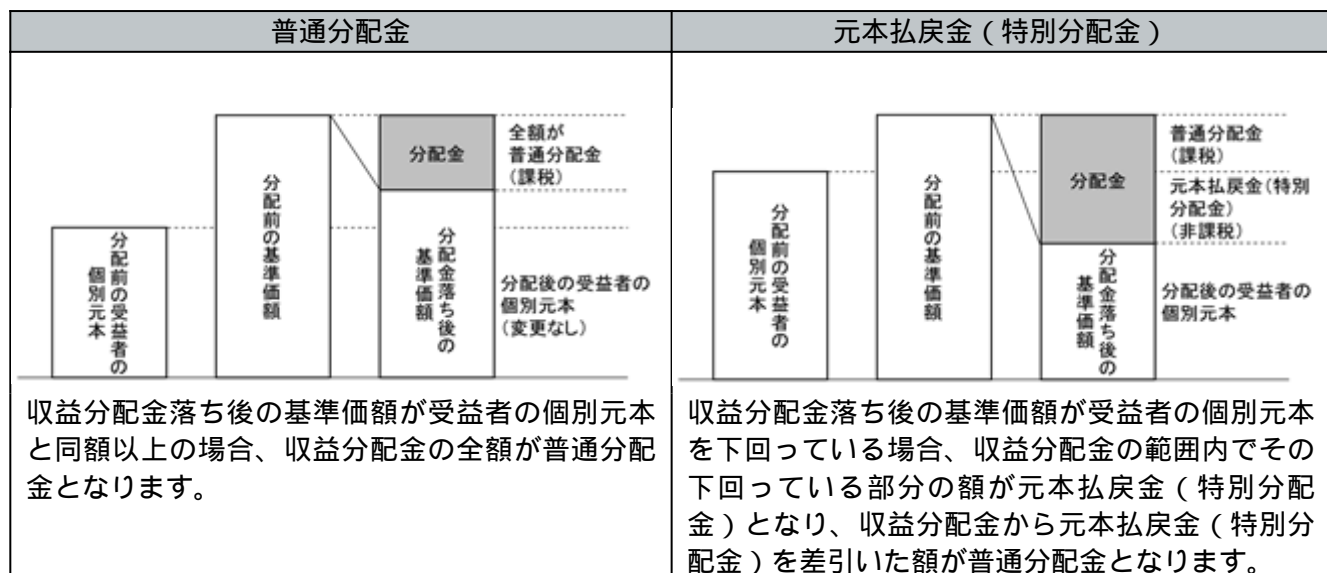 普通分配金
分配前の受益者の
個別元本
分配前の基準価額
分配金
分配金落ち後の
基準価額
全額が
普通分配金
(課税)
分配後の受益者の
個別元本
(変更なし)
収益分配金落ち後の基準価額が受益者の個別元本
と同額以上の場合、収益分配金の全額が普通分配
金となります。
元本払戻金(特別分配金)
分配前の受益者の
個別元本
分配前の基準価額
分配金
分配金落ち後の
基準価額
普通分配金
(課税)
元本払戻金(特別
分配金)
(非課税)
分配後の受益者の
個別元本
収益分配金落ち後の基準価額が受益者の個別元本
を下回っている場合、収益分配金の範囲内でその
下回っている部分の額が元本払戻金(特別分配
金)となり、収益分配金から元本払戻金(特別分
配金)を差引いた額が普通分配金となります。